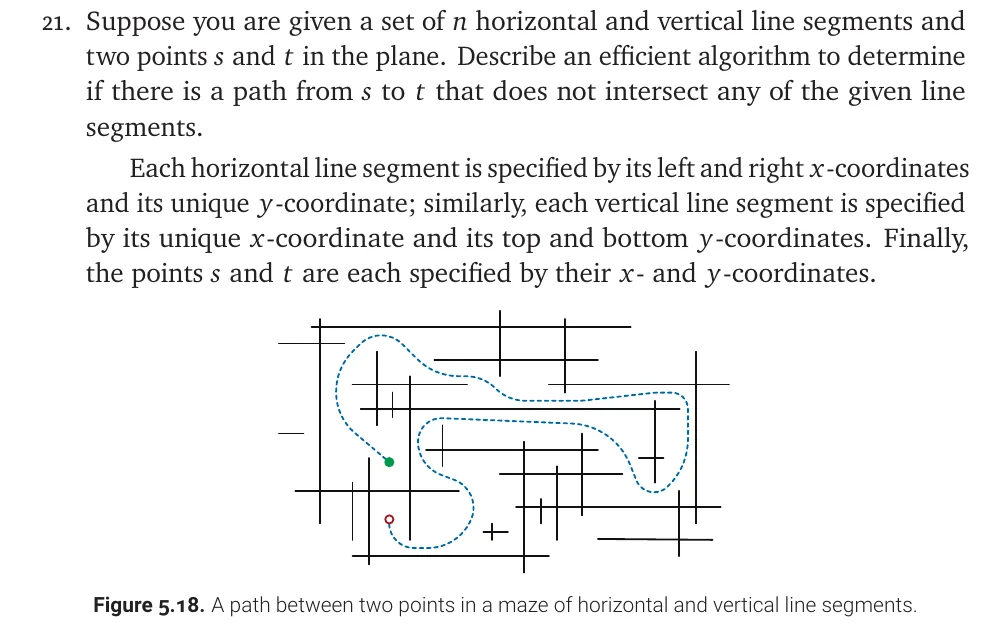 21. Suppose you are given a set of n horizontal and vertical line segments and
two points s and t in the plane. Describe an efficient algorithm to determine
if there is a path from s to t that does not intersect any of the given line
segments.
Each horizontal line segment is specified by its left and right x-coordinates
and its unique y-coordinate; similarly, each vertical line segment is specified
by its unique x-coordinate and its top and bottom y-coordinates. Finally,
the points s and t are each specified by their x- and y-coordinates.
Figure 5.18. A path between two points in a maze of horizontal and vertical line segments.